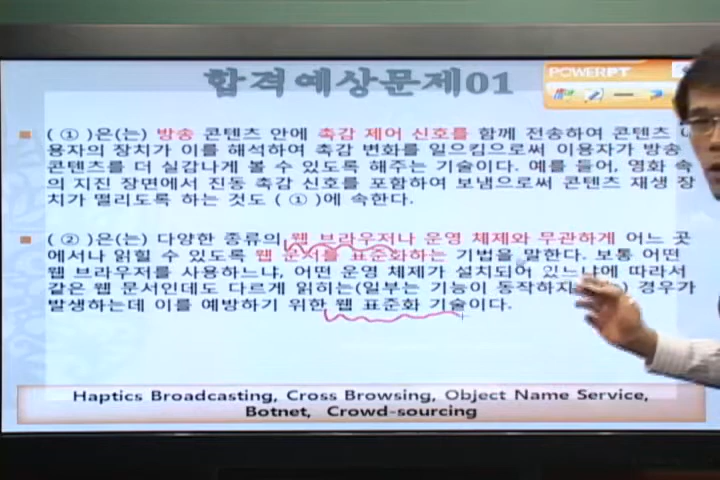 합격예상문제01
POWERPT
( ① )은(는) 방송 콘텐츠 안에 촉감 제어 신호를 함께 전송하여 콘텐츠
용자의 장치가 이를 해석하여 촉감 변화를 일으킴으로써 이용자가 방송
콘텐츠를 더 실감나게 볼 수 있도록 해주는 기술이다. 예를 들어, 영화 속
의 지진 장면에서 진동 촉감 신호를 포함하여 보냄으로써 콘텐츠 재생 장
치가 떨리도록 하는 것도 ( ① )에 속한다.
( ② )은(는) 다양한 종류의 웹 브라우저나 운영 체제와 무관하게 어느 곳
에서나 읽힐 수 있도록 웹 문서를 표준화하는 기법을 말한다. 보통 어떤
웹 브라우저를 사용하느냐, 어떤 운영 체제가 설치되어 있느냐에 따라서
같은 웹 문서인데도 다르게 읽히는(일부는 기능이 동작하지 ) 경우가
발생하는데 이를 예방하기 위한 웹 표준화 기술이다.
Haptics Broadcasting, Cross Browsing, Object Name Service,
Botnet, Crowd-sourcing